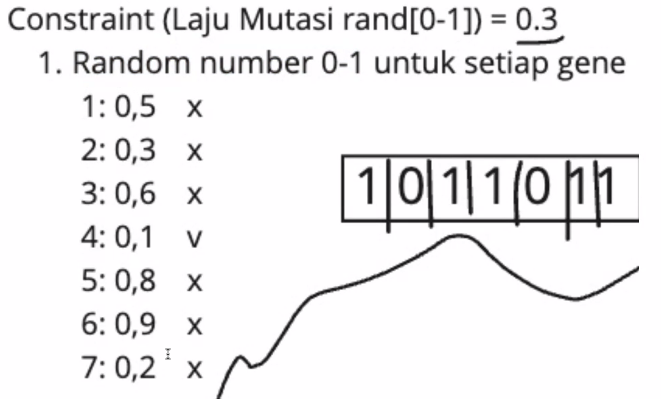 Constraint (Laju Mutasi rand[0-1]) = 0.3
1. Random number 0-1 untuk setiap gene
1: 0,5 x
2: 0,3 x
3: 0,6 x
4: 0,1 v
5: 0,8 x
6: 0,9 x
7: 0,2 x
1 0 1 1 0 1 1